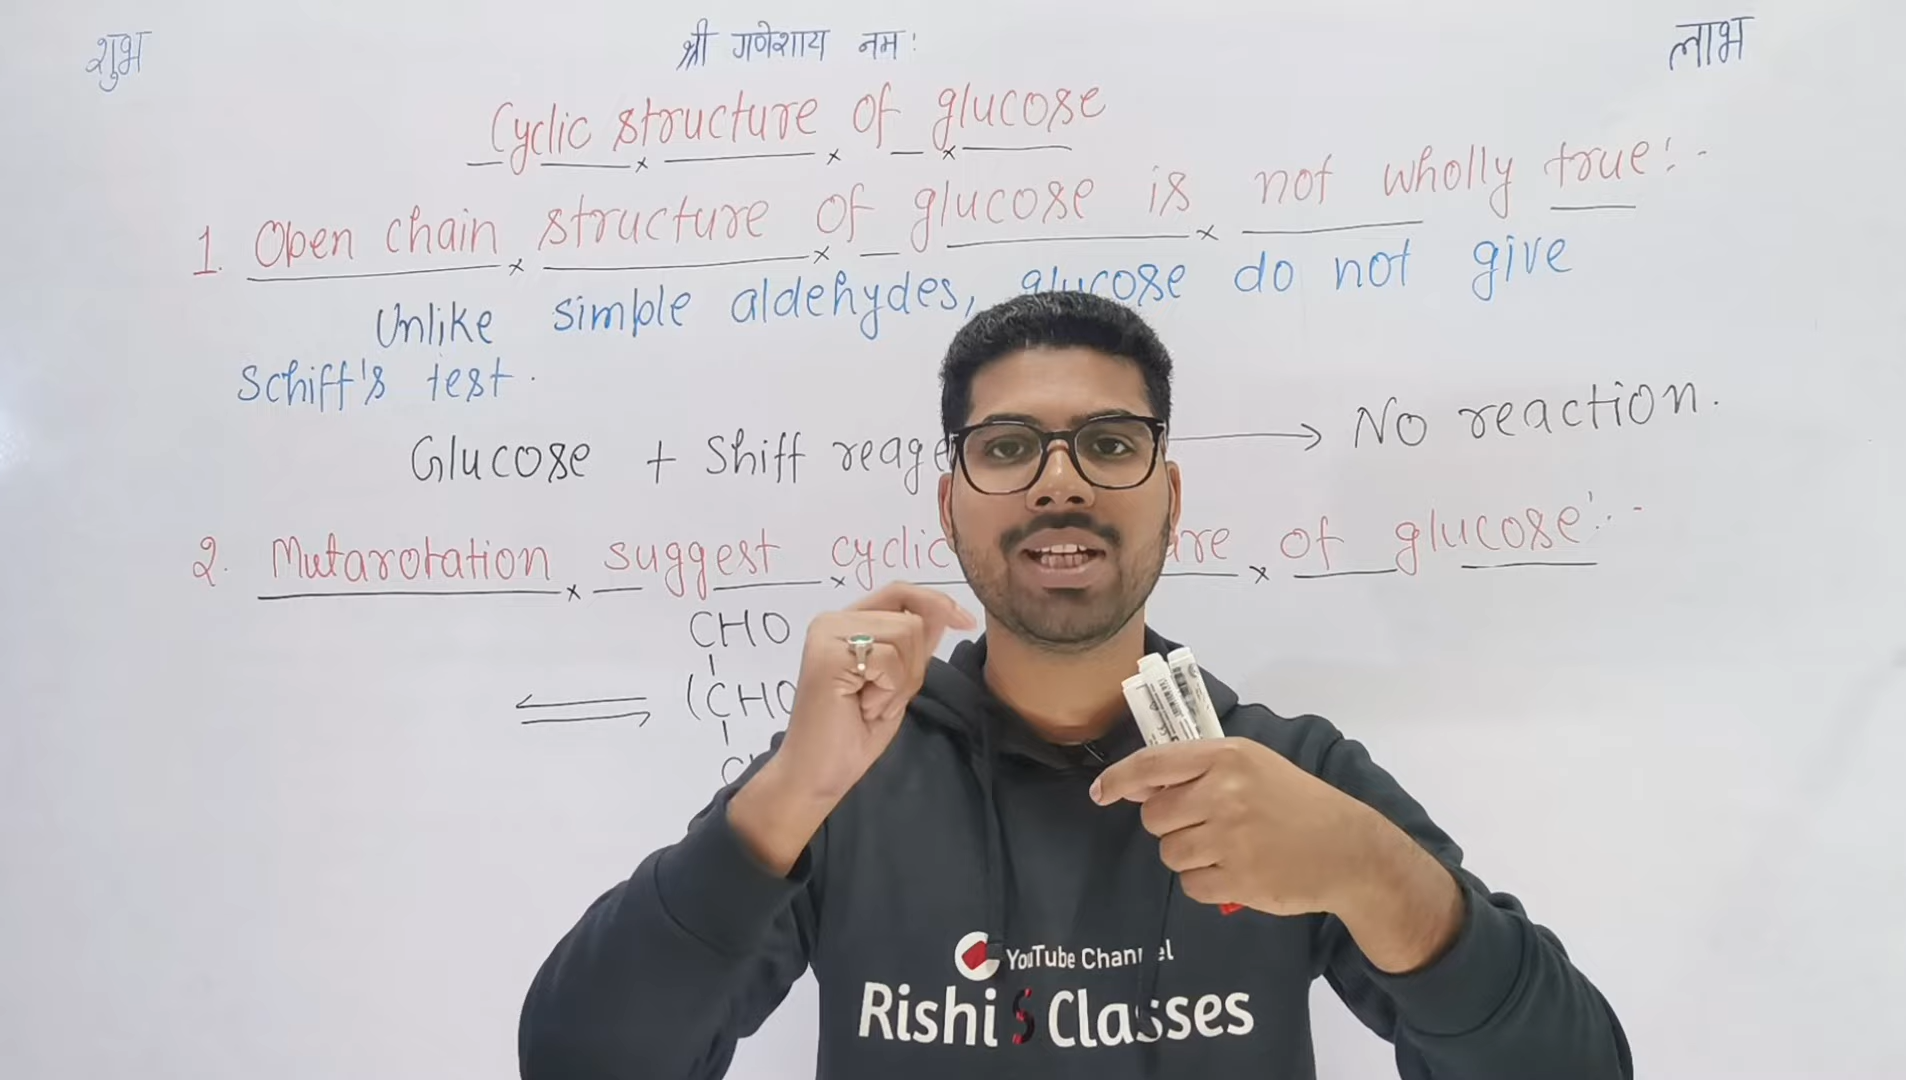 शुभ श्री गणेशाय नमः लाभ
Cyclic structure of glucose
1. Open chain structure of glucose is not wholly true:-
Unlike simple aldehydes, glucose do not give
Schiff's test.
Glucose + Shiff → No reaction.
2. Mutarotation suggest cyclic of glucose:-
CHO
⇌ (CHO
YouTube Channel
Rishi S Classes